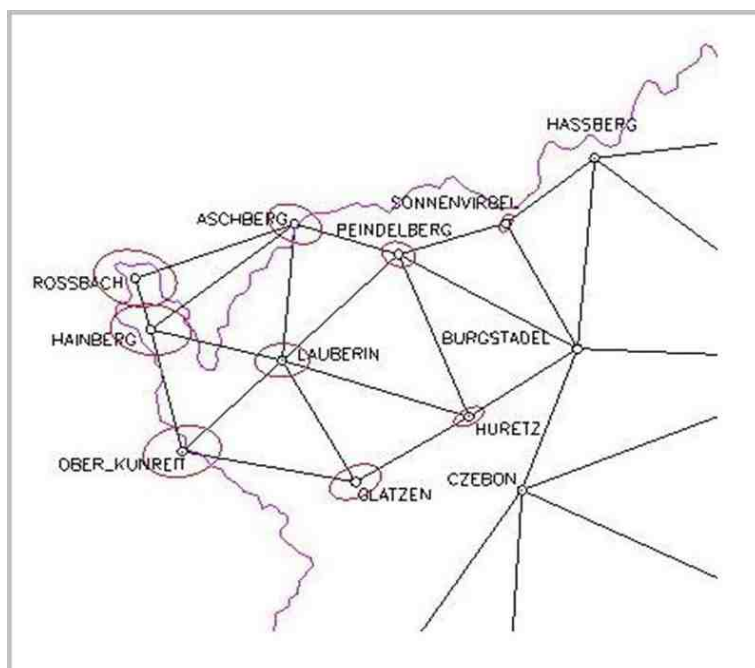 HASSBERG
SONNENVIRBEL
ASCHBERG
PEINDELBERG
ROSSBACH
HAINBERG
BURGSTADEL
LAUBERIN
HURETZ
OBER_KUNREIT
CZEBON
GLATZEN